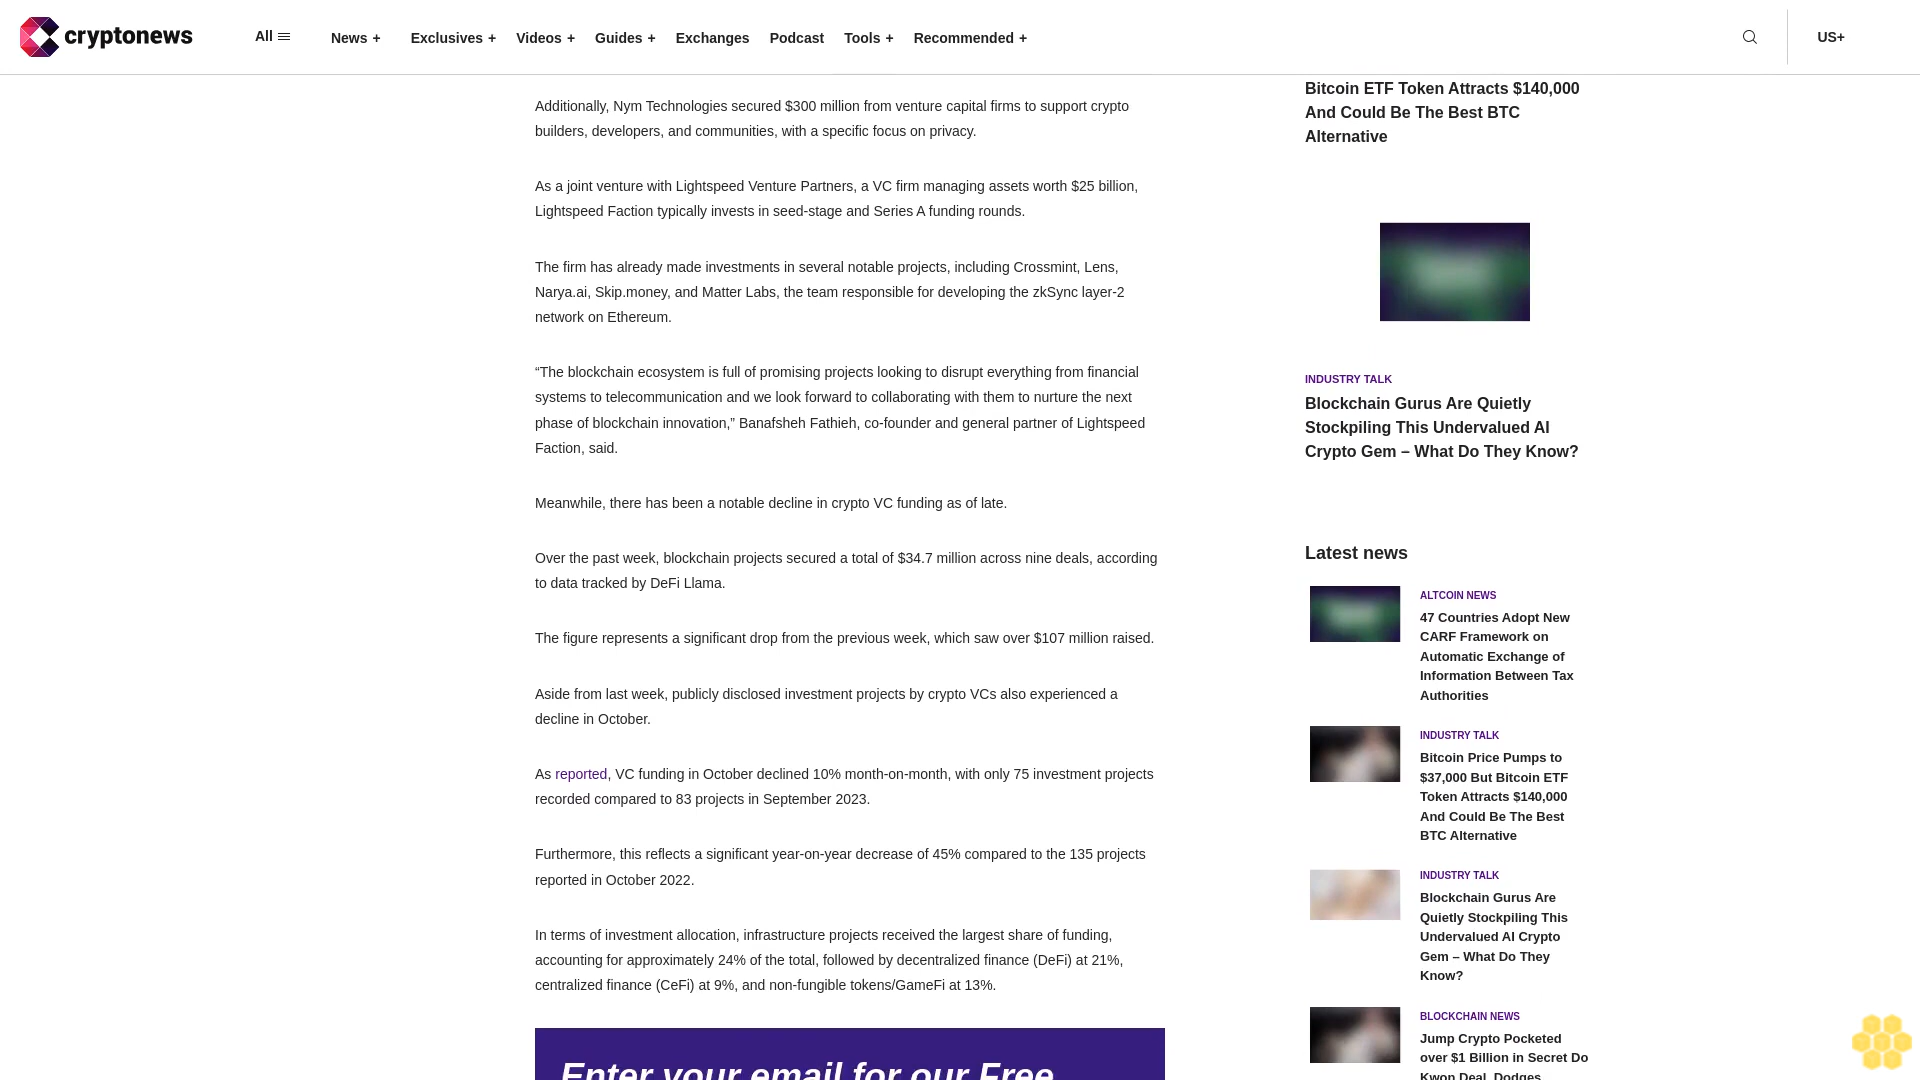 cryptonews
All
News +
Exclusives +
Videos +
Guides +
Exchanges
Podcast
Tools +
Recommended +
US+
Additionally, Nym Technologies secured $300 million from venture capital firms to support crypto
builders, developers, and communities, with a specific focus on privacy.
As a joint venture with Lightspeed Venture Partners, a VC firm managing assets worth $25 billion,
Lightspeed Faction typically invests in seed-stage and Series A funding rounds.
The firm has already made investments in several notable projects, including Crossmint, Lens,
Narya.ai, Skip.money, and Matter Labs, the team responsible for developing the zkSync layer-2
network on Ethereum.
“The blockchain ecosystem is full of promising projects looking to disrupt everything from financial
systems to telecommunication and we look forward to collaborating with them to nurture the next
phase of blockchain innovation,” Banafsheh Fathieh, co-founder and general partner of Lightspeed
Faction, said.
Meanwhile, there has been a notable decline in crypto VC funding as of late.
Over the past week, blockchain projects secured a total of $34.7 million across nine deals, according
to data tracked by DeFi Llama.
The figure represents a significant drop from the previous week, which saw over $107 million raised.
Aside from last week, publicly disclosed investment projects by crypto VCs also experienced a
decline in October.
As reported, VC funding in October declined 10% month-on-month, with only 75 investment projects
recorded compared to 83 projects in September 2023.
Furthermore, this reflects a significant year-on-year decrease of 45% compared to the 135 projects
reported in October 2022.
In terms of investment allocation, infrastructure projects received the largest share of funding,
accounting for approximately 24% of the total, followed by decentralized finance (DeFi) at 21%,
centralized finance (CeFi) at 9%, and non-fungible tokens/GameFi at 13%.
Enter your email for our Free
Bitcoin ETF Token Attracts $140,000
And Could Be The Best BTC
Alternative
INDUSTRY TALK
Blockchain Gurus Are Quietly
Stockpiling This Undervalued AI
Crypto Gem – What Do They Know?
Latest news
ALTCOIN NEWS
47 Countries Adopt New
CARF Framework on
Automatic Exchange of
Information Between Tax
Authorities
INDUSTRY TALK
Bitcoin Price Pumps to
$37,000 But Bitcoin ETF
Token Attracts $140,000
And Could Be The Best
BTC Alternative
INDUSTRY TALK
Blockchain Gurus Are
Quietly Stockpiling This
Undervalued AI Crypto
Gem – What Do They
Know?
BLOCKCHAIN NEWS
Jump Crypto Pocketed
over $1 Billion in Secret Do
Kwon Deal, Dodges